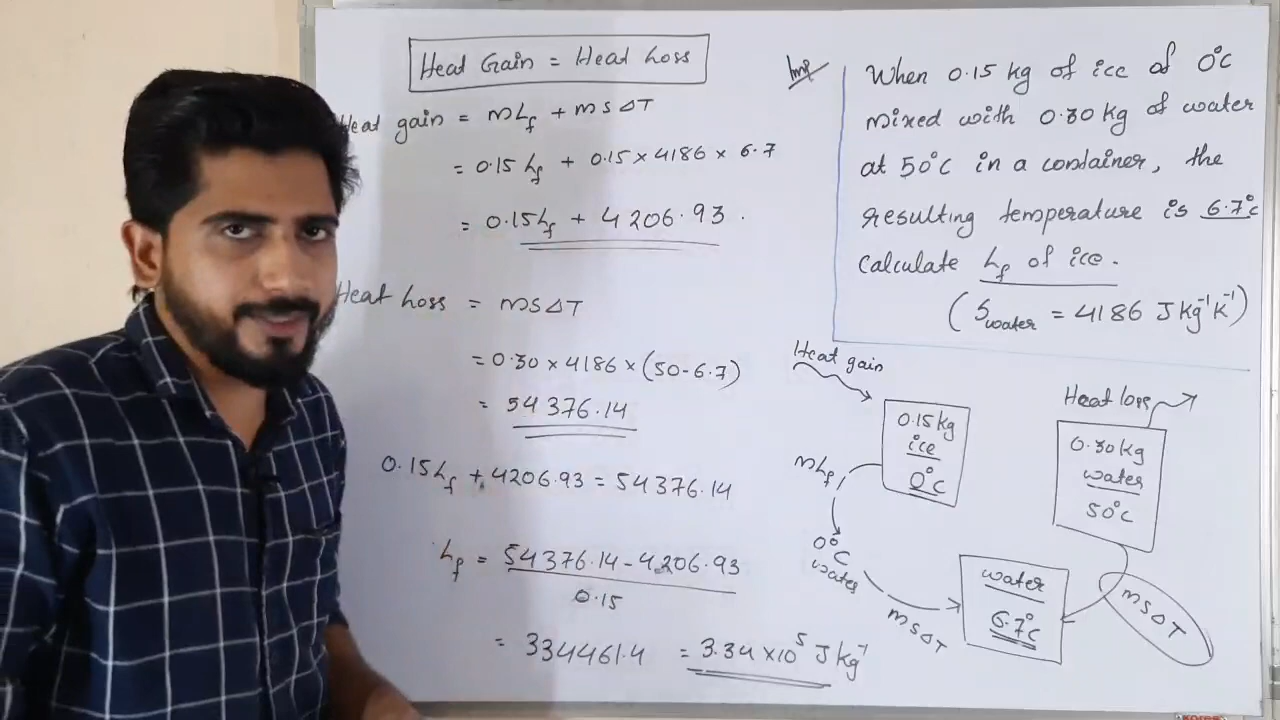 Heat Gain = Heat Loss
Heat gain = mLf + mSΔT
= 0.15 Lf + 0.15 × 4186 × 6.7
= 0.15Lf + 4206.93.
Heat Loss = mSΔT
= 0.30 × 4186 × (50-6.7)
= 54376.14
0.15Lf + 4206.93 = 54376.14
Lf = 54376.14 - 4206.93
0.15
= 334461.4 = 3.34 × 10⁵ J kg⁻¹
Imp
When 0.15 kg of ice of 0°C
mixed with 0.30 kg of water
at 50°C in a container, the
resulting temperature is 6.7°C
Calculate Lf of ice.
(Swater = 4186 J kg⁻¹ K⁻¹)
Heat gain
0.15 kg
ice
0°C
mLf
0°C
water
mSΔT
Heat loss
0.30kg
water
50°C
water
6.7°C
mSΔT
Kores